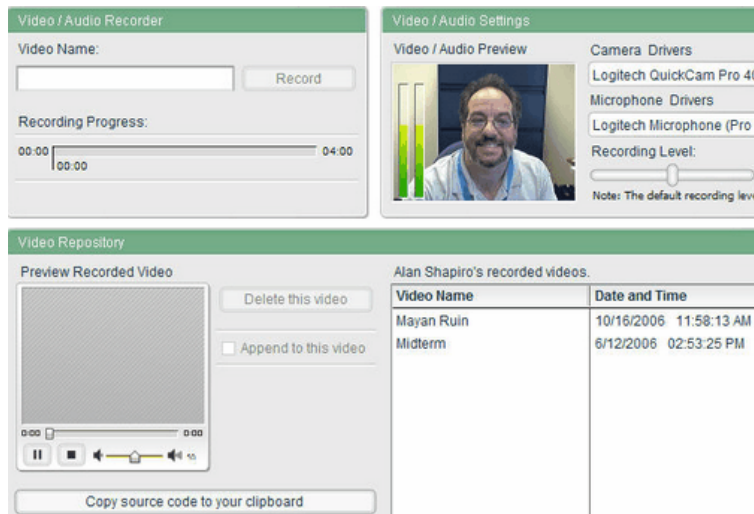 Video / Audio Recorder
Video Name:
Record
Recording Progress:
00:00
04:00
00:00
Video / Audio Settings
Video / Audio Preview
Camera Drivers
Logitech QuickCam Pro 40
Microphone Drivers
Logitech Microphone (Pro
Recording Level:
Note: The default recording leve
Video Repository
Preview Recorded Video
Delete this video
Append to this video
0:00
0:00
Copy source code to your clipboard
Alan Shapiro's recorded videos.
Video Name Date and Time
Mayan Ruin 10/16/2006 11:58:13 AM
Midterm 6/12/2006 02:53:25 PM